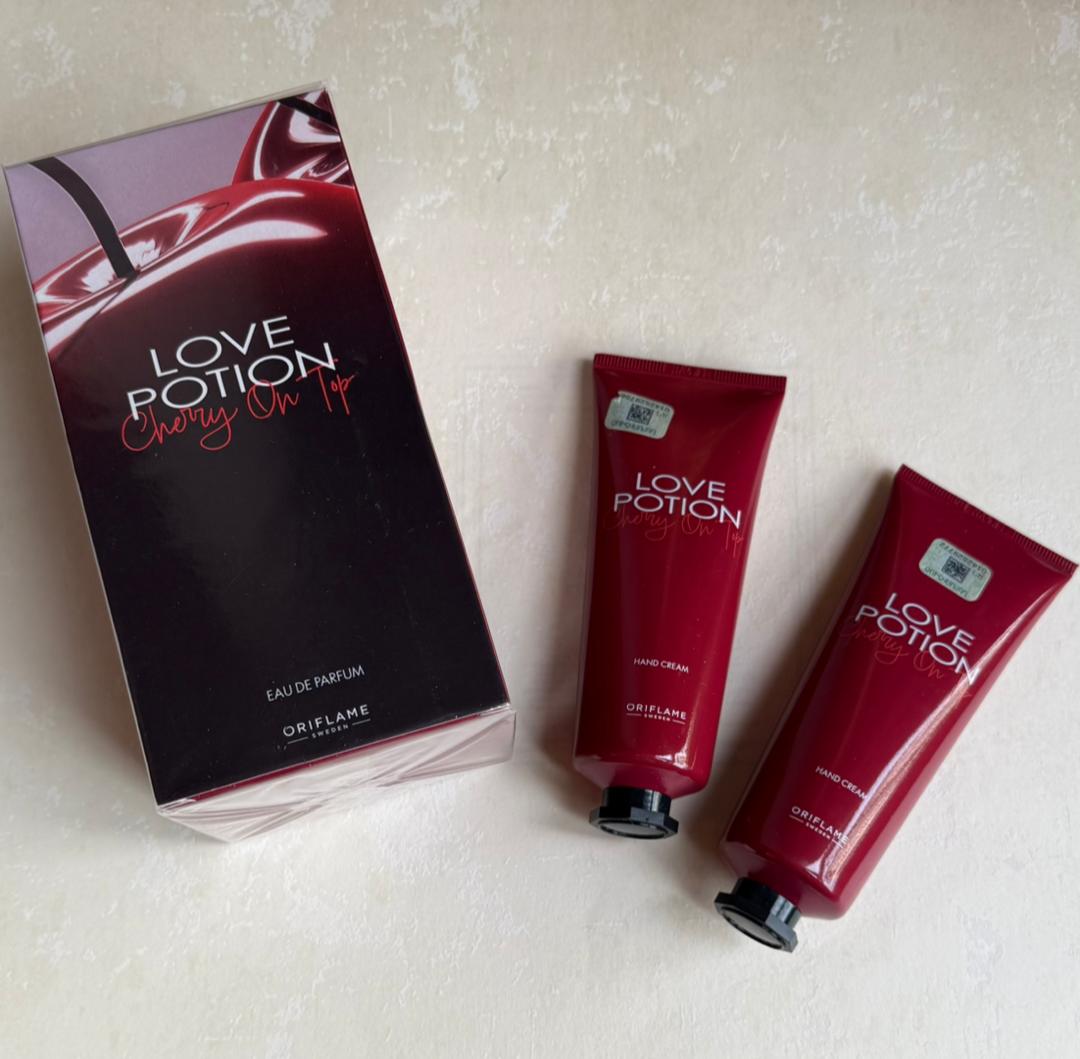 LOVE
POTION
Cherry On Top
EAU DE PARFUM
ORIFLAME
SWEDEN
LOVE
POTION
Cherry On Top
HAND CREAM
ORIFLAME
SWEDEN
LOVE
POTION
Cherry On
HAND CREAM
ORIFLAME
SWEDEN